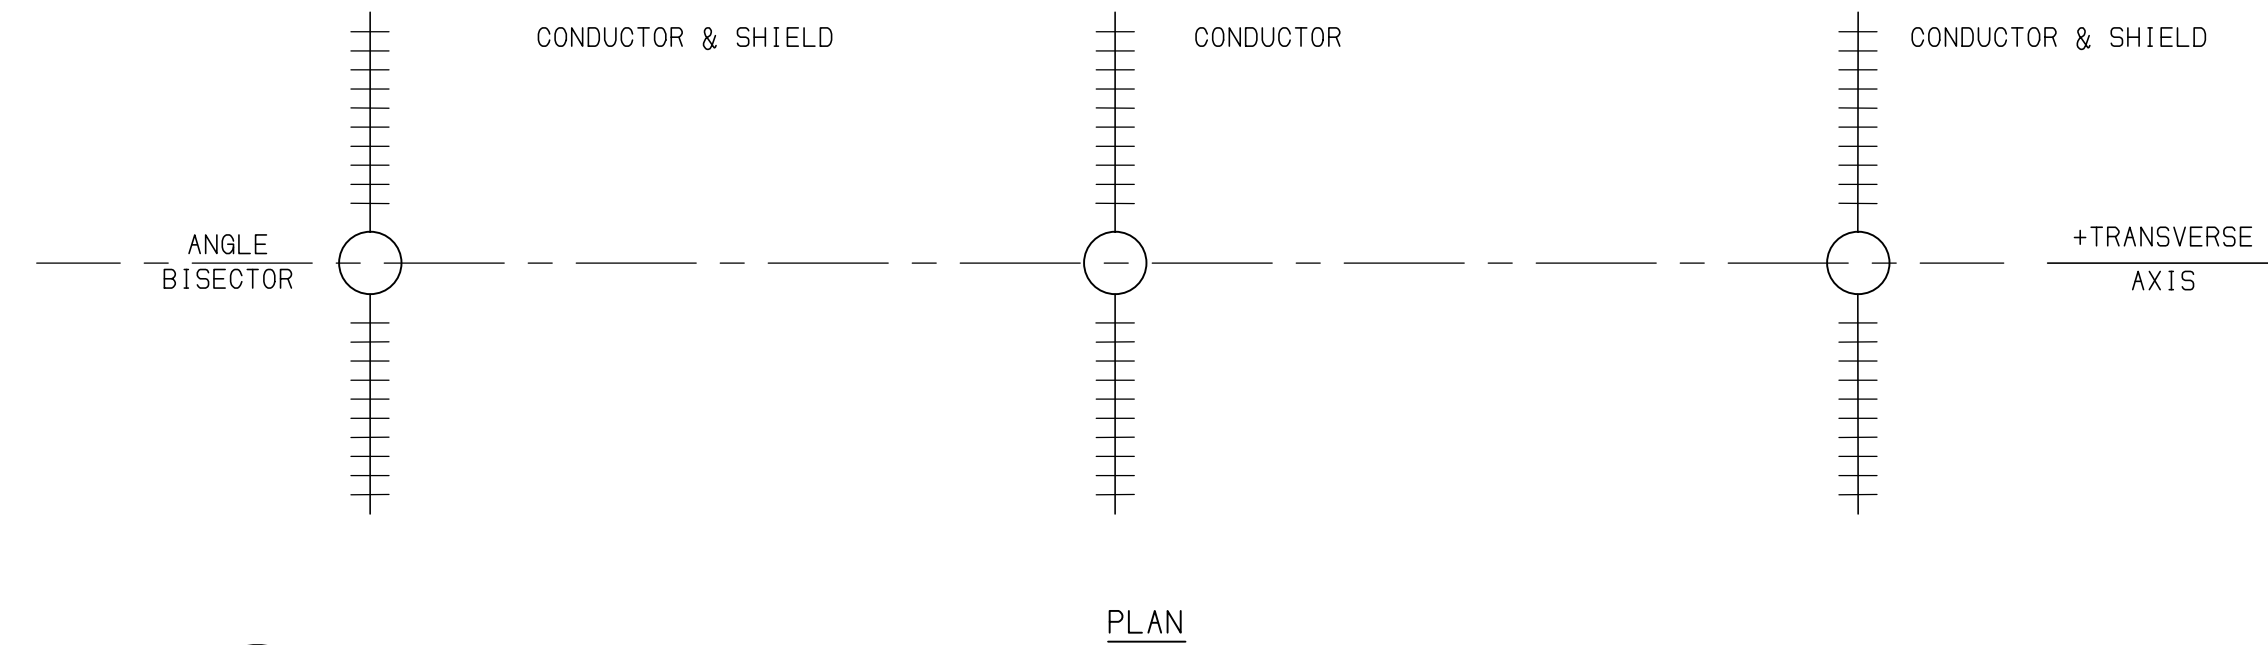 CONDUCTOR & SHIELD
CONDUCTOR
CONDUCTOR & SHIELD
ANGLE
BISECTOR
+TRANSVERSE
AXIS
PLAN